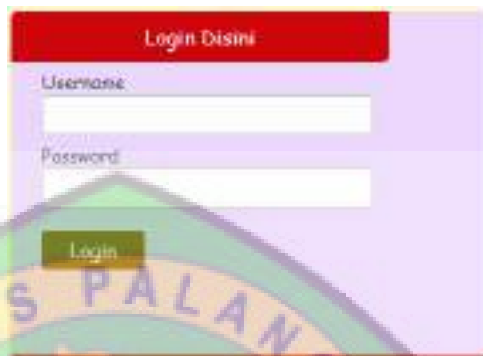 Login Disini
Username
Password
Login
S PALAN